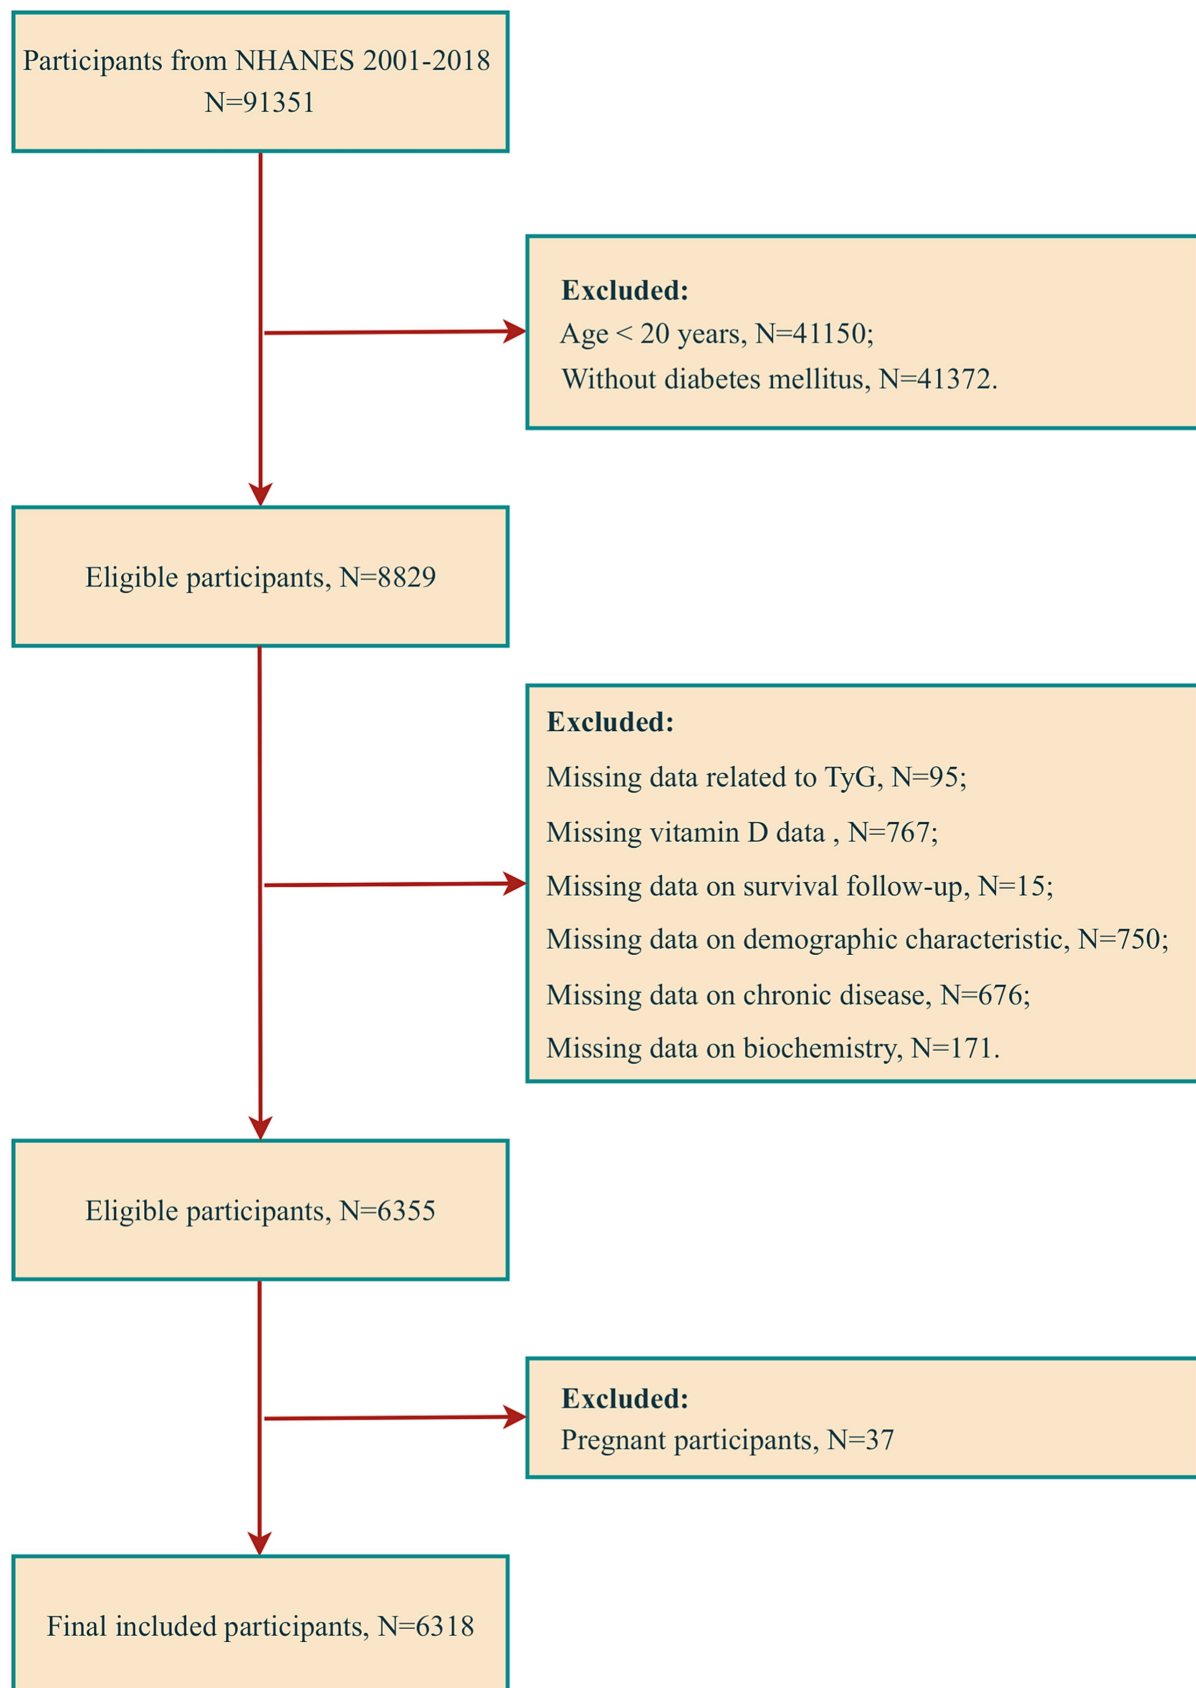 Participants from NHANES 2001-2018
N=91351
Excluded:
Age < 20 years, N=41150;
Without diabetes mellitus, N=41372.
Eligible participants, N=8829
Excluded:
Missing data related to TyG, N=95;
Missing vitamin D data , N=767;
Missing data on survival follow-up, N=15;
Missing data on demographic characteristic, N=750;
Missing data on chronic disease, N=676;
Missing data on biochemistry, N=171.
Eligible participants, N=6355
Excluded:
Pregnant participants, N=37
Final included participants, N=6318